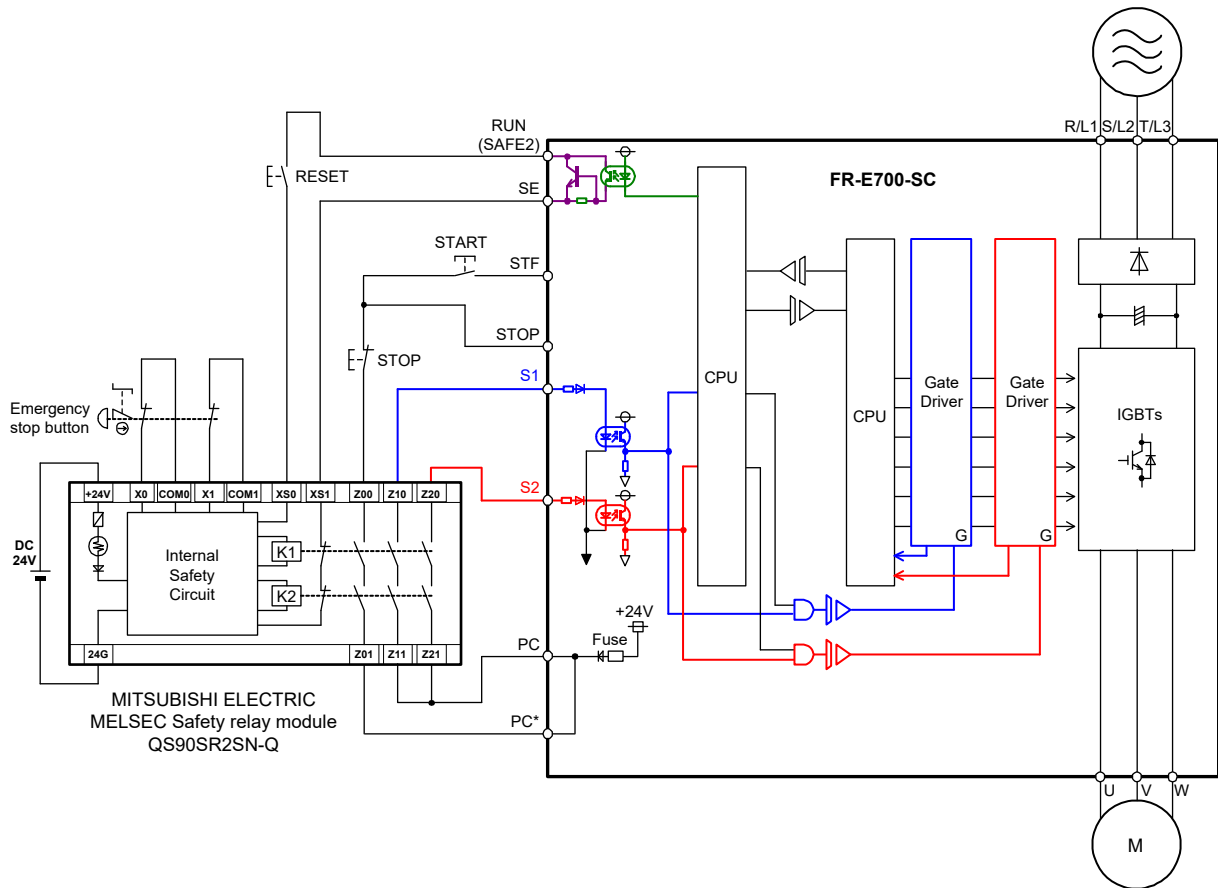 R/L1 S/L2 T/L3
RUN
(SAFE2)
FR-E700-SC
RESET
SE
START
STF
STOP
STOP
S1
CPU
CPU
Gate
Driver
Gate
Driver
IGBTs
Emergency
stop button
S2
+24V
X0
COM0
X1
COM1
XS0
XS1
Z00
Z10
Z20
DC
24V
Internal
Safety
Circuit
K1
K2
G
G
+24V
Fuse
24G
Z01
Z11
Z21
PC
PC*
MITSUBISHI ELECTRIC
MELSEC Safety relay module
QS90SR2SN-Q
U
V
W
M